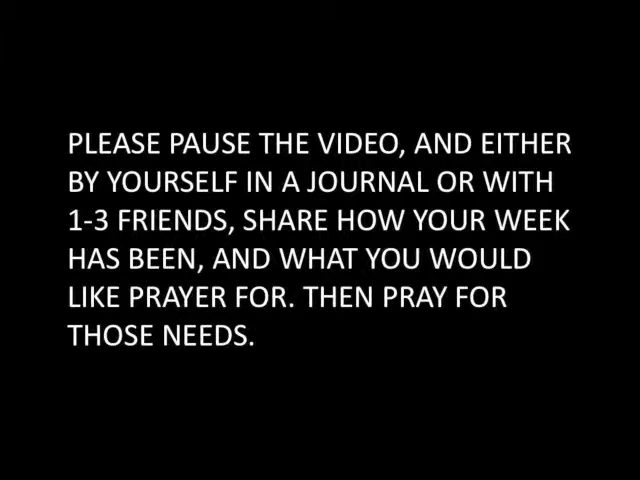 PLEASE PAUSE THE VIDEO, AND EITHER
BY YOURSELF IN A JOURNAL OR WITH
1-3 FRIENDS, SHARE HOW YOUR WEEK
HAS BEEN, AND WHAT YOU WOULD
LIKE PRAYER FOR. THEN PRAY FOR
THOSE NEEDS.